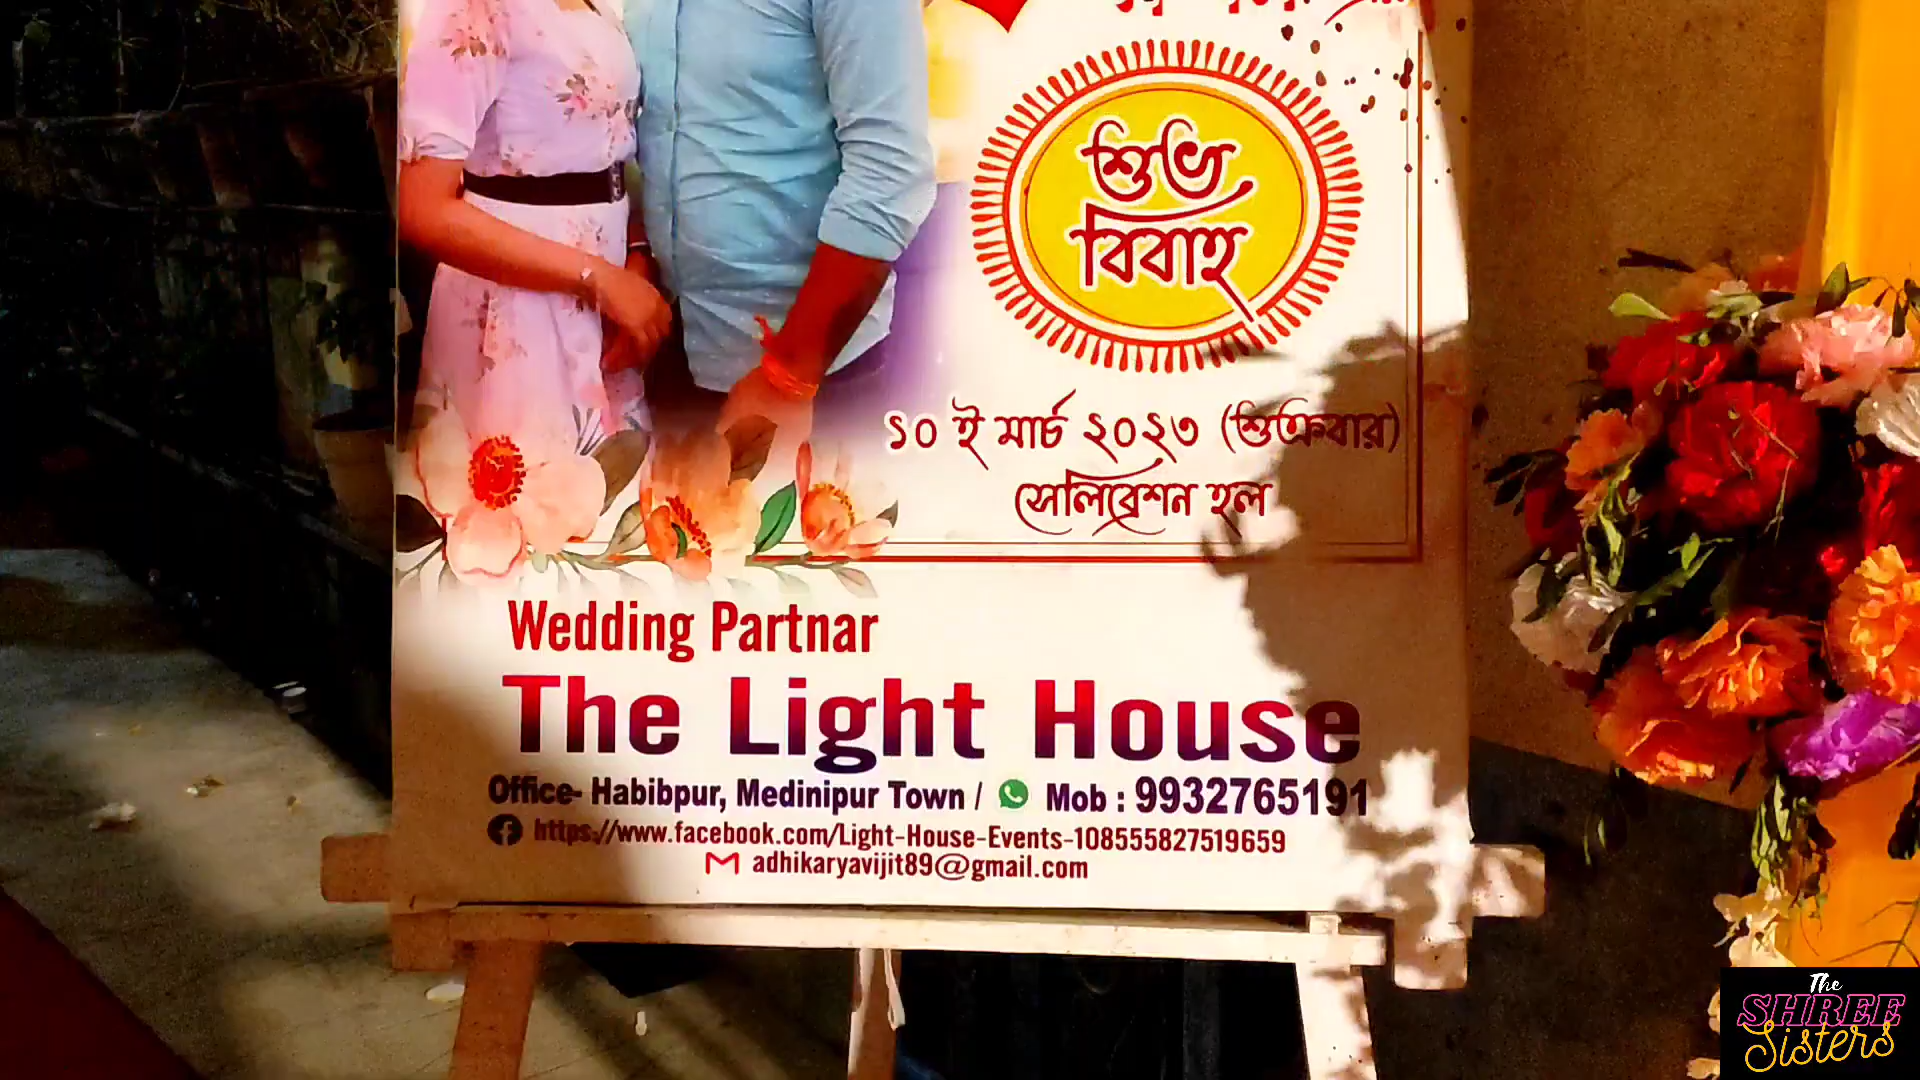 শুভ
বিবাহ
১০ ই মার্চ ২০২৩ (শুক্রবার)
সেলিব্রেশন হল
Wedding Partnar
The Light House
Office- Habibpur, Medinipur Town / Mob : 9932765191
https://www.facebook.com/Light-House-Events-108555827519659
adhikaryavijit89@gmail.com
The
SHREE
Sisters